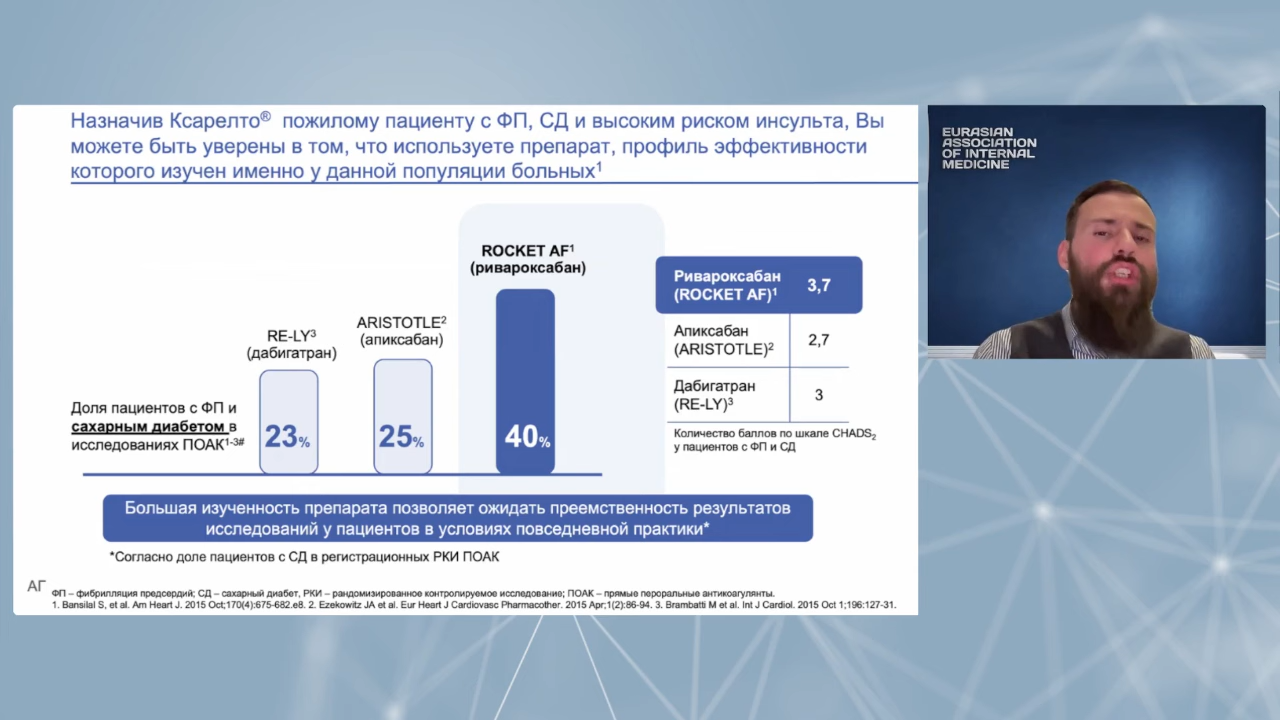 Назначив Ксарелто® пожилому пациенту с ФП, СД и высоким риском инсульта, Вы
можете быть уверены в том, что используете препарат, профиль эффективности
которого изучен именно у данной популяции больных¹
EURASIAN
ASSOCIATION
OF INTERNAL
MEDICINE
ROCKET AF¹
(ривароксабан)
ARISTOTLE²
(апиксабан)
RE-LY³
(дабигатран)
Доля пациентов с ФП и
сахарным диабетом в
исследованиях ПОАК¹⁻³#
23%
25%
40%
Ривароксабан
(ROCKET AF)¹
3,7
Апиксабан
(ARISTOTLE)²
2,7
Дабигатран
(RE-LY)³
3
Количество баллов по шкале CHADS₂
у пациентов с ФП и СД
Большая изученность препарата позволяет ожидать преемственность результатов
исследований у пациентов в условиях повседневной практики*
*Согласно доле пациентов с СД в регистрационных РКИ ПОАК
АГ
ФП – фибрилляция предсердий; СД – сахарный диабет, РКИ – рандомизированное контролируемое исследование; ПОАК – прямые пероральные антикоагулянты.
1. Bansilal S, et al. Am Heart J. 2015 Oct;170(4):675-682.e8. 2. Ezekowitz JA et al. Eur Heart J Cardiovasc Pharmacother. 2015 Apr;1(2):86-94. 3. Brambatti M et al. Int J Cardiol. 2015 Oct 1;196:127-31.